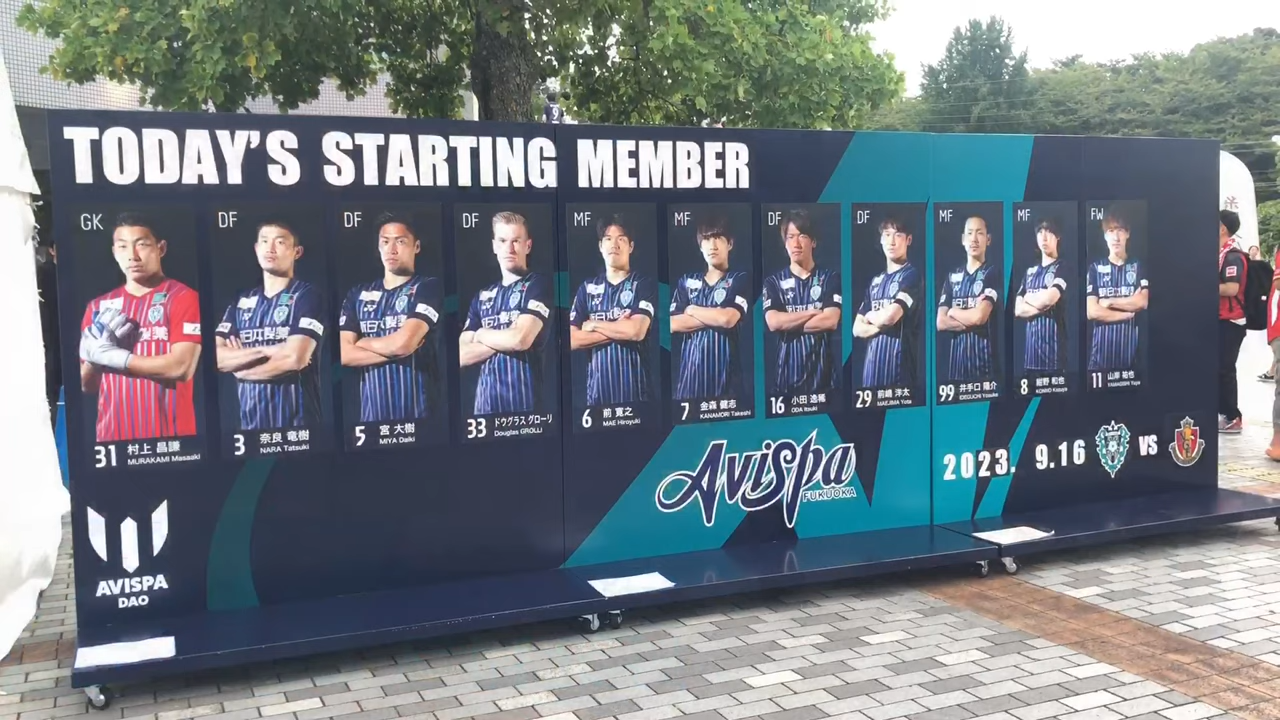 TODAY'S STARTING MEMBER
GK
31 村上 昌謙
MURAKAMI Masaaki
DF
3 奈良 竜樹
NARA Tatsuki
DF
5 宮 大樹
MIYA Daiki
DF
33 ドウグラス グローリ
Douglas GROLLI
MF
6 前 寛之
MAE Hiroyuki
MF
7 金森 健志
KANAMORI Takeshi
DF
16 小田 逸稀
ODA Itsuki
DF
29 前嶋 洋太
MAEJIMA Yota
MF
99 井手口 陽介
IDEGUCHI Yosuke
MF
8 紺野 和也
KONNO Kazuya
FW
11 山岸 祐也
YAMAGISHI Yuya
Avispa
FUKUOKA
2023. 9.16 VS
AVISPA
DAO